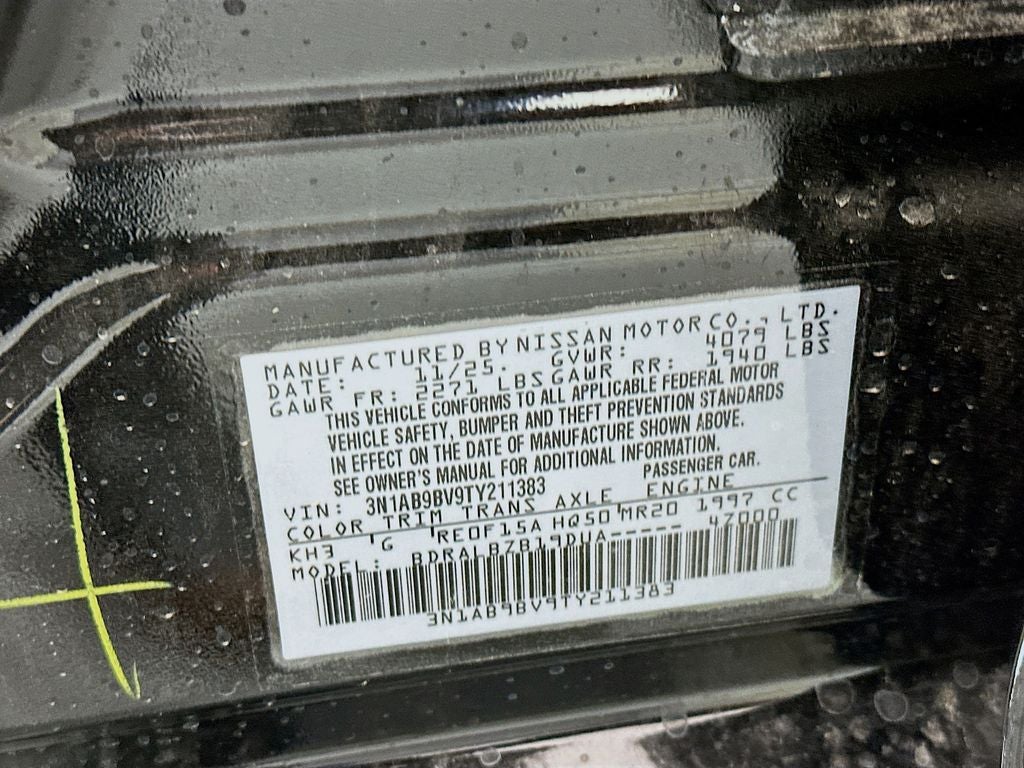 MANUFACTURED BY NISSAN MOTOR CO., LTD.
DATE: 11/25. GVWR: 4079 LBS
GAWR FR: 2271 LBS GAWR RR: 1940 LBS
THIS VEHICLE CONFORMS TO ALL APPLICABLE FEDERAL MOTOR
VEHICLE SAFETY, BUMPER AND THEFT PREVENTION STANDARDS
IN EFFECT ON THE DATE OF MANUFACTURE SHOWN ABOVE.
SEE OWNER'S MANUAL FOR ADDITIONAL INFORMATION.
VIN: 3N1AB9BV9TY211383 PASSENGER CAR.
COLOR TRIM TRANS AXLE ENGINE
KH3 'G 'RE0F15A HQ50'MR20 1997 CC
MODEL: BDRALBZB19DUA---- 47000
3N1AB9BV9TY211383